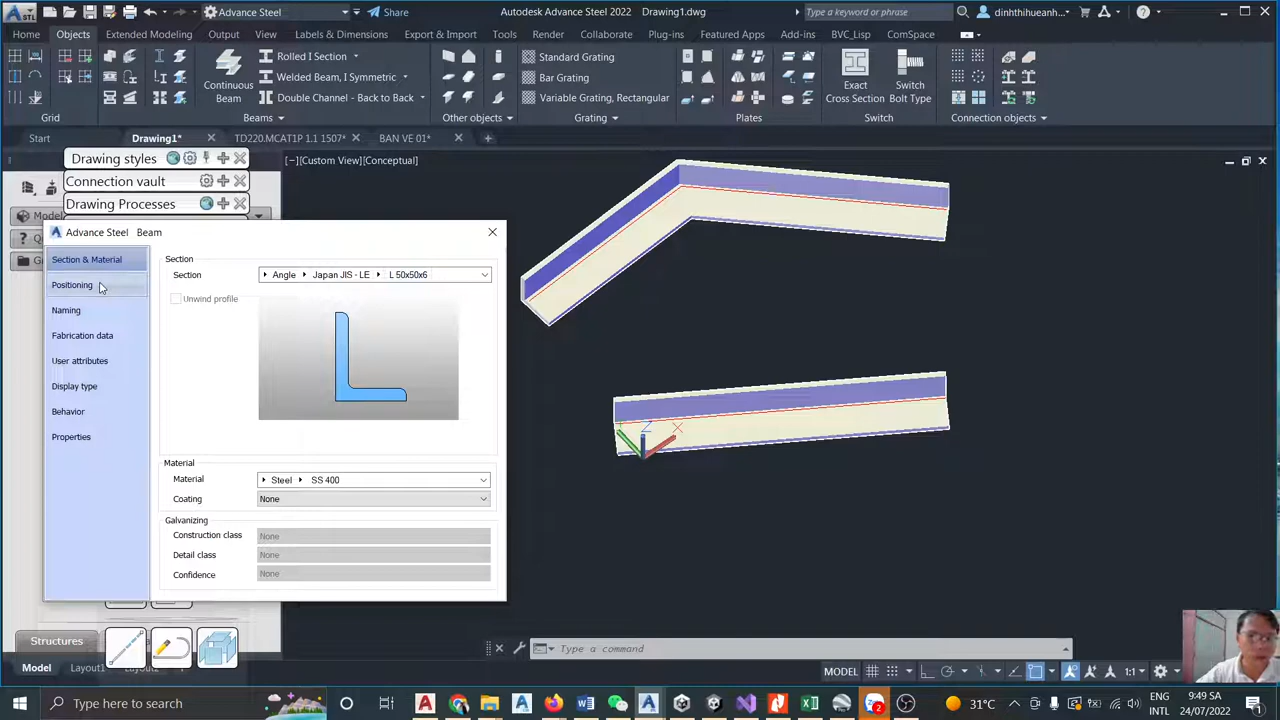 STL
Advance Steel
Share
Autodesk Advance Steel 2022 Drawing1.dwg
Type a keyword or phrase
dinhthihueanh...
Home Objects Extended Modeling Output View Labels & Dimensions Export & Import Tools Render Collaborate Plug-ins Featured Apps Add-ins BVC_Lisp ComSpace
Rolled I Section
Welded Beam, I Symmetric
Double Channel - Back to Back
Continuous
Beam
Standard Grating
Bar Grating
Variable Grating, Rectangular
Exact
Cross Section
Switch
Bolt Type
Grid Beams Other objects Grating Plates Switch Connection objects
Start Drawing1* TD220.MCAT1P 1.1 1507* BAN VE 01*
Drawing styles
Connection vault
Drawing Processes
[−][Custom View][Conceptual]
Advance Steel Beam
Section & Material
Positioning
Naming
Fabrication data
User attributes
Display type
Behavior
Properties
Section
Section Angle Japan JIS - LE L 50x50x6
Unwind profile
Material
Material Steel SS 400
Coating None
Galvanizing
Construction class None
Detail class None
Confidence None
Z
X
Structures
Type a command
Model Layout1 Layout2
MODEL
1:1
Type here to search
2
31°C
ENG
INTL
9:49 SA
24/07/2022